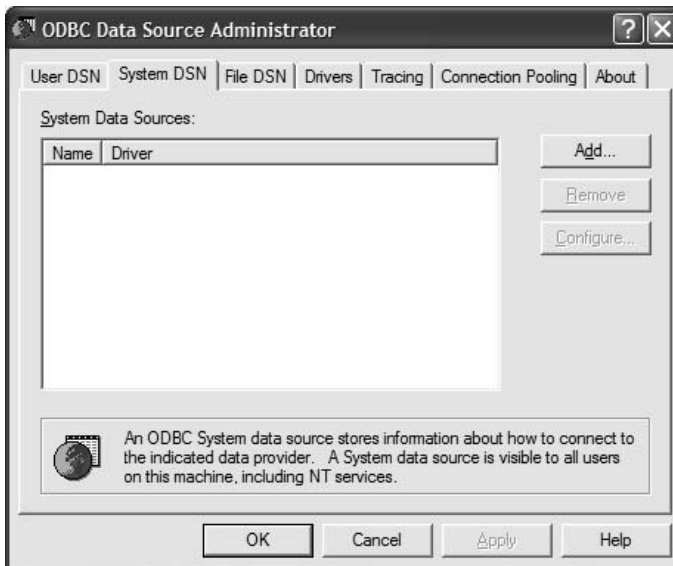 ODBC Data Source Administrator
User DSN System DSN File DSN Drivers Tracing Connection Pooling About
System Data Sources:
Name Driver
Add...
Remove
Configure...
An ODBC System data source stores information about how to connect to
the indicated data provider. A System data source is visible to all users
on this machine, including NT services.
OK Cancel Apply Help